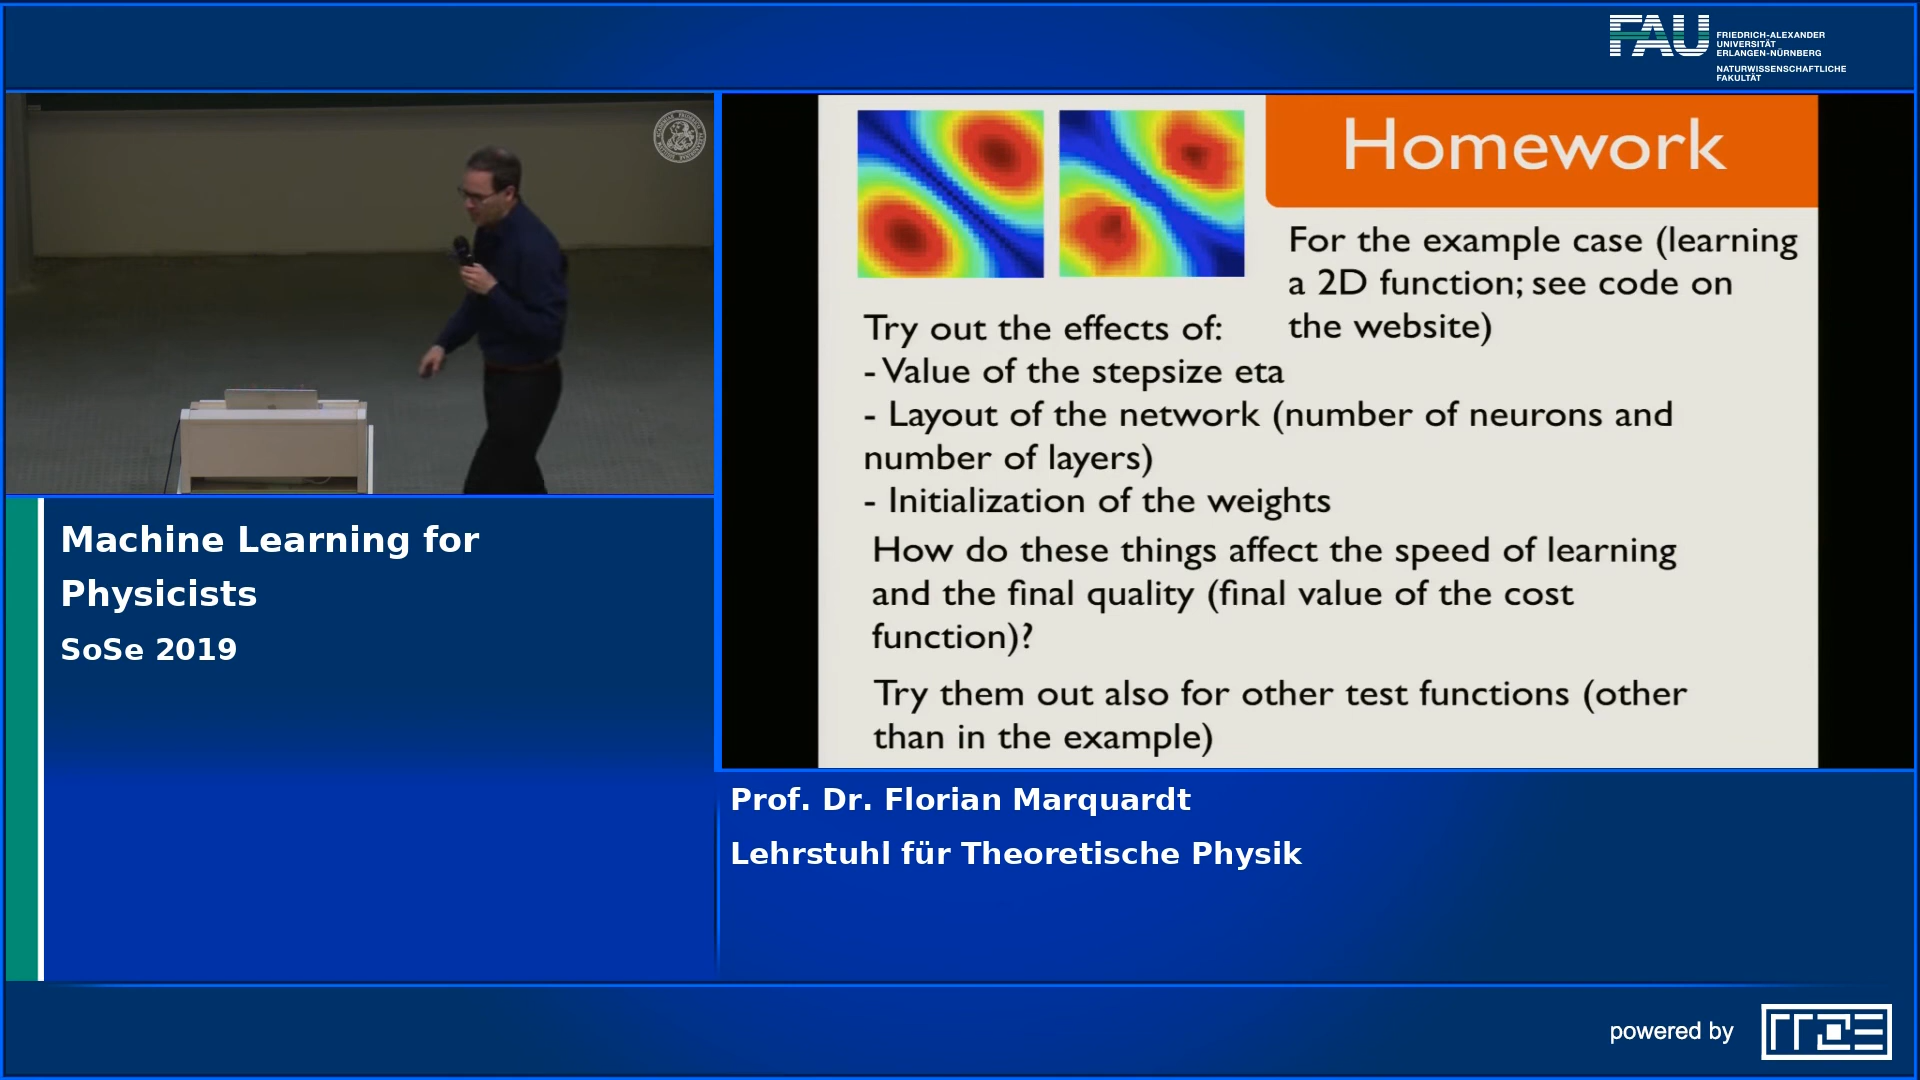 FAU
FRIEDRICH-ALEXANDER
UNIVERSITÄT
ERLANGEN-NÜRNBERG
NATURWISSENSCHAFTLICHE
FAKULTÄT
Homework
For the example case (learning
a 2D function; see code on
the website)
Try out the effects of:
- Value of the stepsize eta
- Layout of the network (number of neurons and
number of layers)
- Initialization of the weights
How do these things affect the speed of learning
and the final quality (final value of the cost
function)?
Try them out also for other test functions (other
than in the example)
Machine Learning for
Physicists
SoSe 2019
Prof. Dr. Florian Marquardt
Lehrstuhl für Theoretische Physik
powered by
rrze